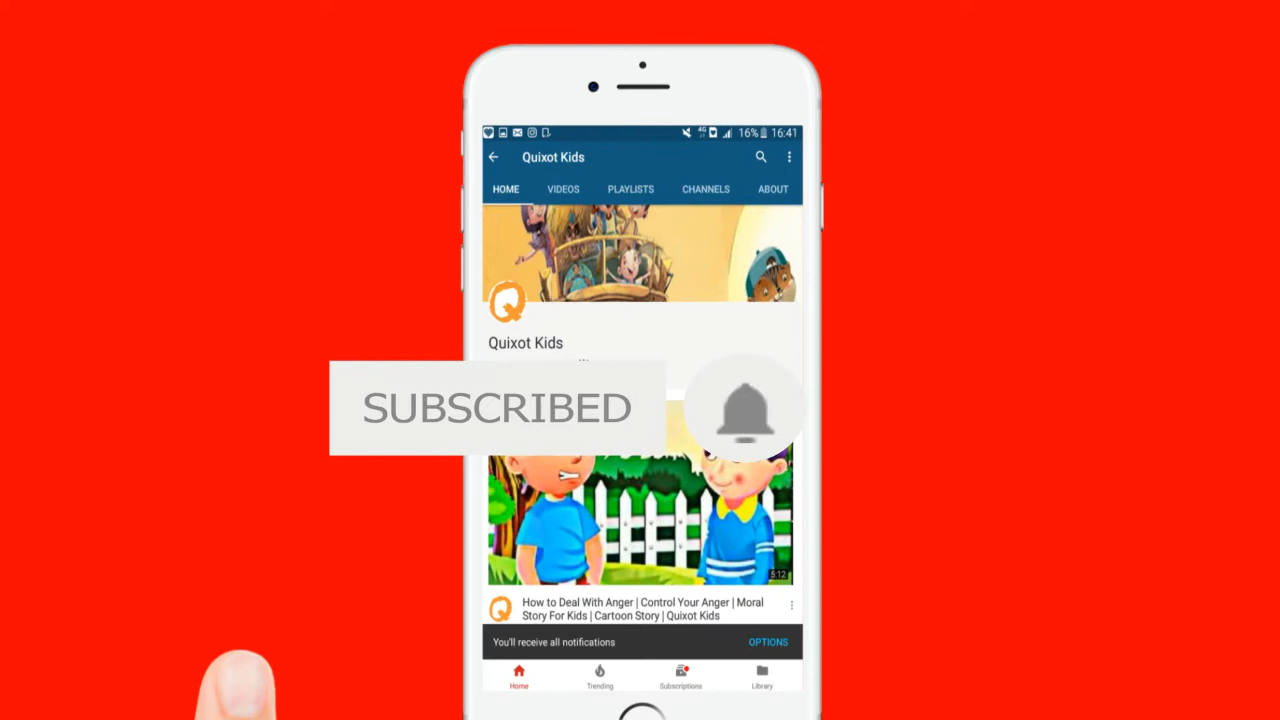 4G 16% 16:41
Quixot Kids
HOME VIDEOS PLAYLISTS CHANNELS ABOUT
Quixot Kids
SUBSCRIBED
5:12
How to Deal With Anger | Control Your Anger | Moral
Story For Kids | Cartoon Story | Quixot Kids
You'll receive all notifications OPTIONS
Home Trending Subscriptions Library